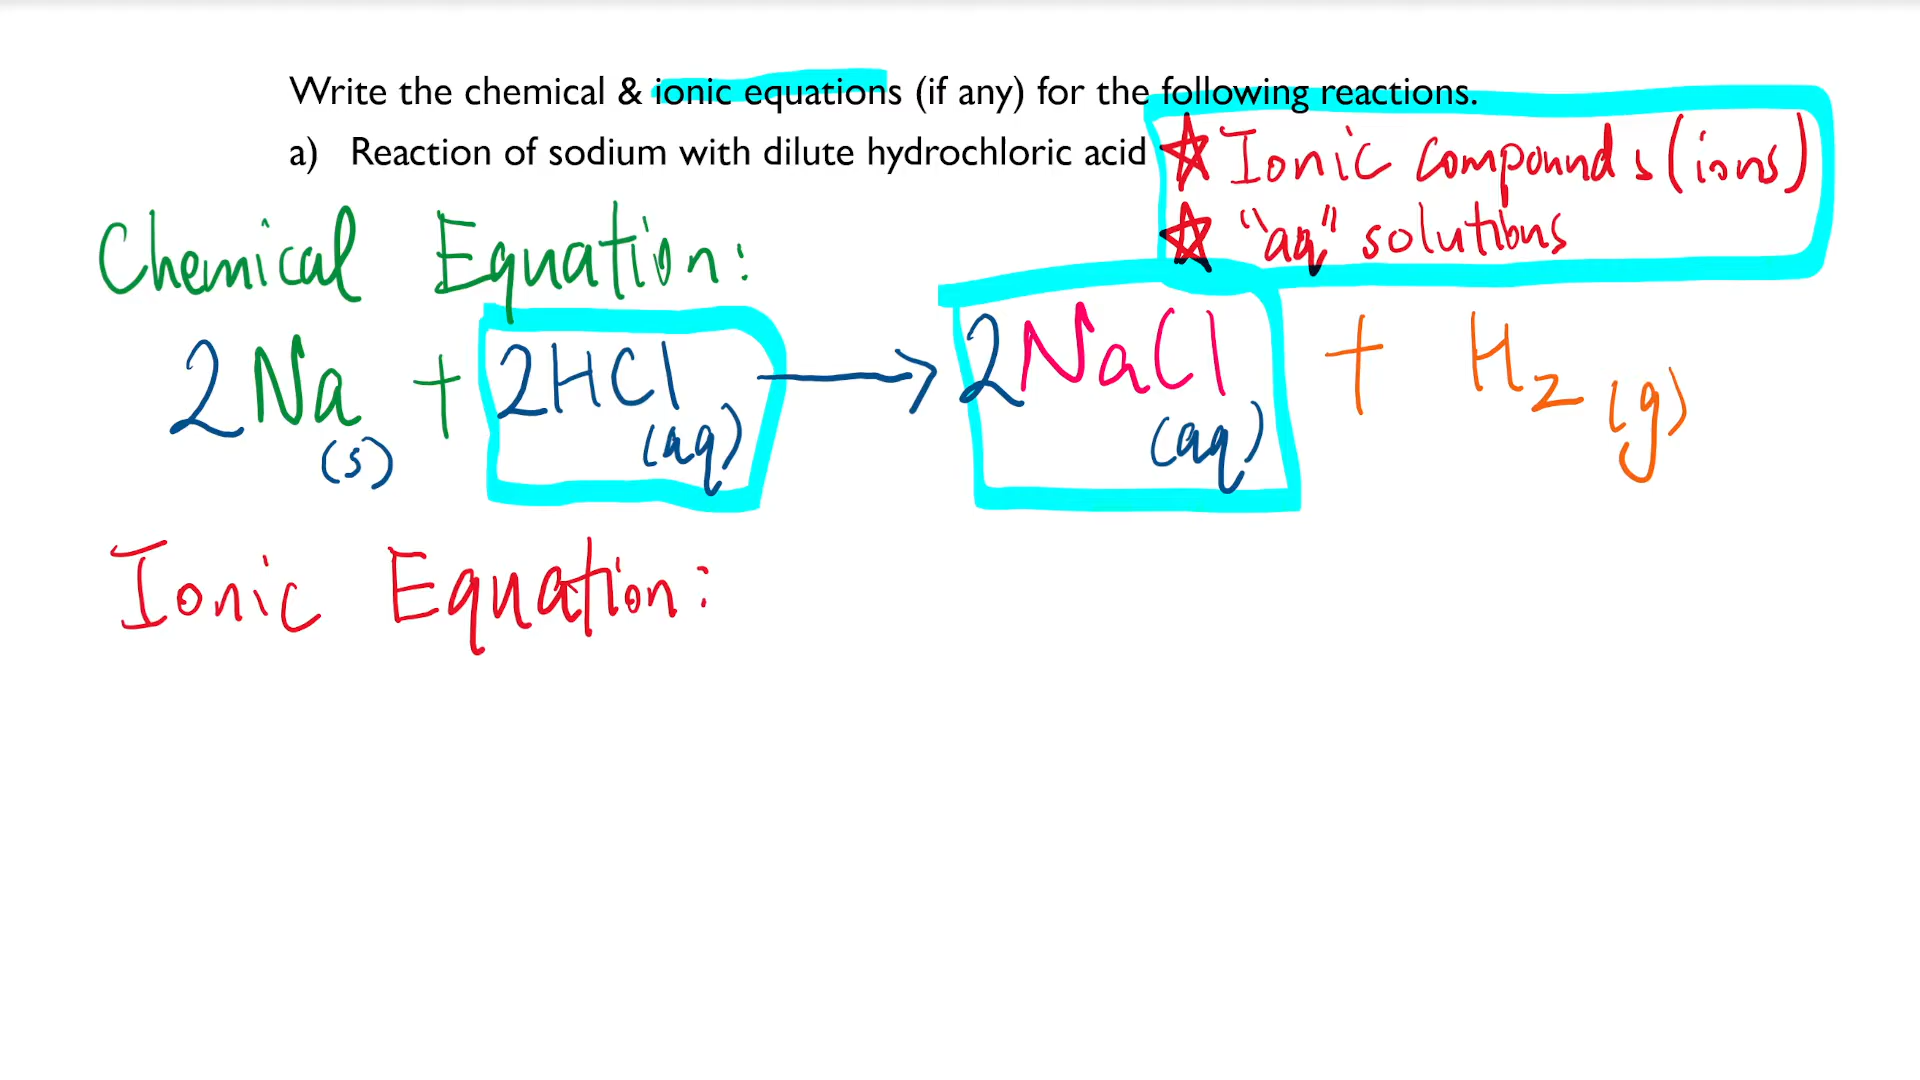 Write the chemical & ionic equations (if any) for the following reactions.
a) Reaction of sodium with dilute hydrochloric acid
☆ Ionic compounds (ions)
☆ "aq" solutions
Chemical Equation:
2Na(s) + 2HCl(aq) → 2NaCl(aq) + H₂(g)
Ionic Equation: